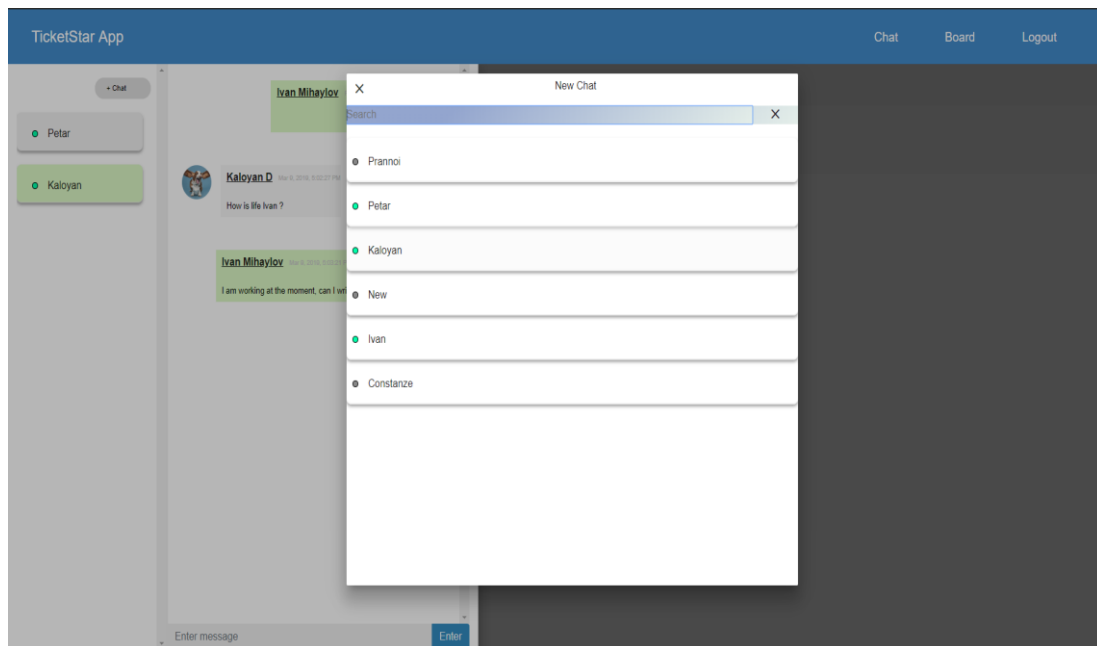 TicketStar App
Chat
Board
Logout
+ Chat
Petar
Kaloyan
Ivan Mihaylov
Kaloyan D
How is life Ivan ?
Ivan Mihaylov
I am working at the moment, can I wri
Enter message
Enter
X
New Chat
Search
X
Prannoi
Petar
Kaloyan
New
Ivan
Constanze